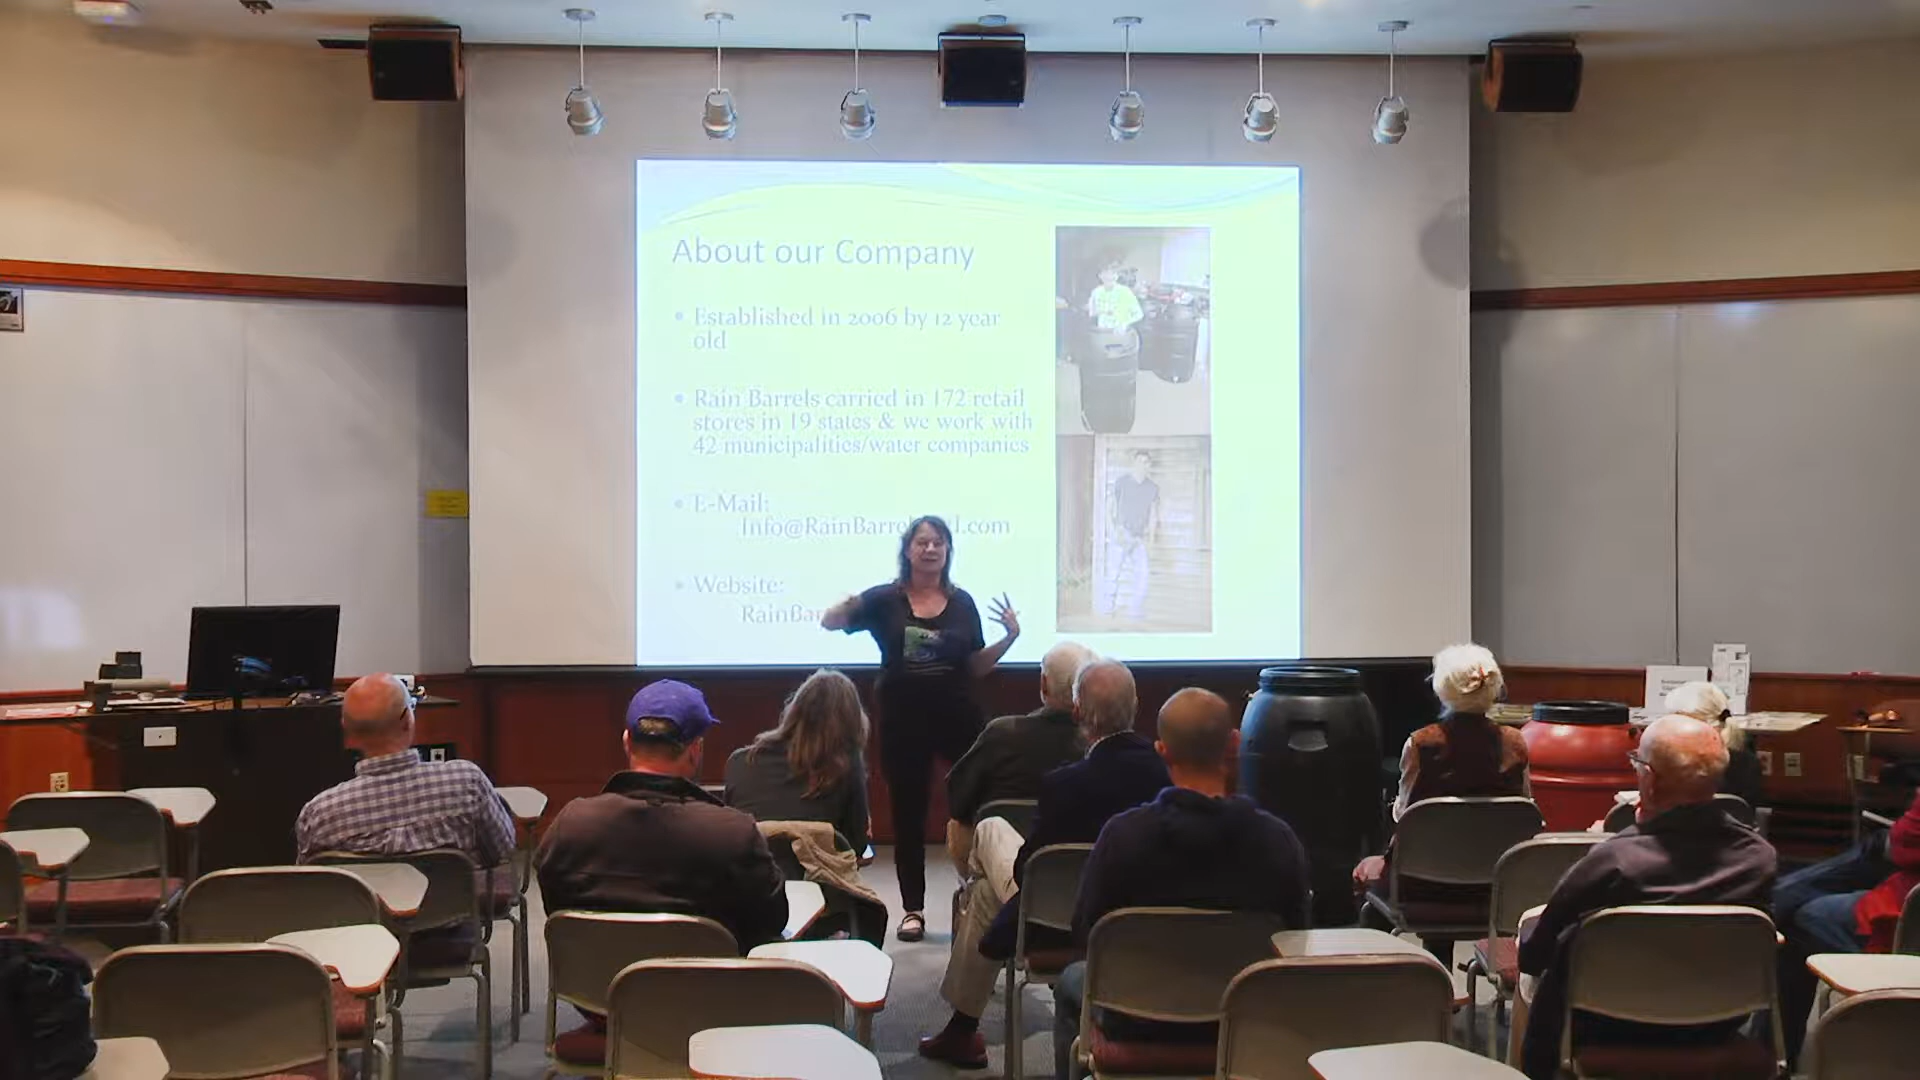 About our Company
• Established in 2006 by 12 year
old
• Rain Barrels carried in 172 retail
stores in 19 states & we work with
42 municipalities/water companies
• E-Mail:
• Website: